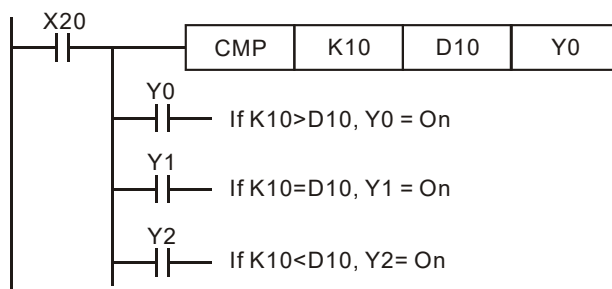 X20
CMP K10 D10 Y0
Y0
If K10>D10, Y0 = On
Y1
If K10=D10, Y1 = On
Y2
If K10<D10, Y2= On